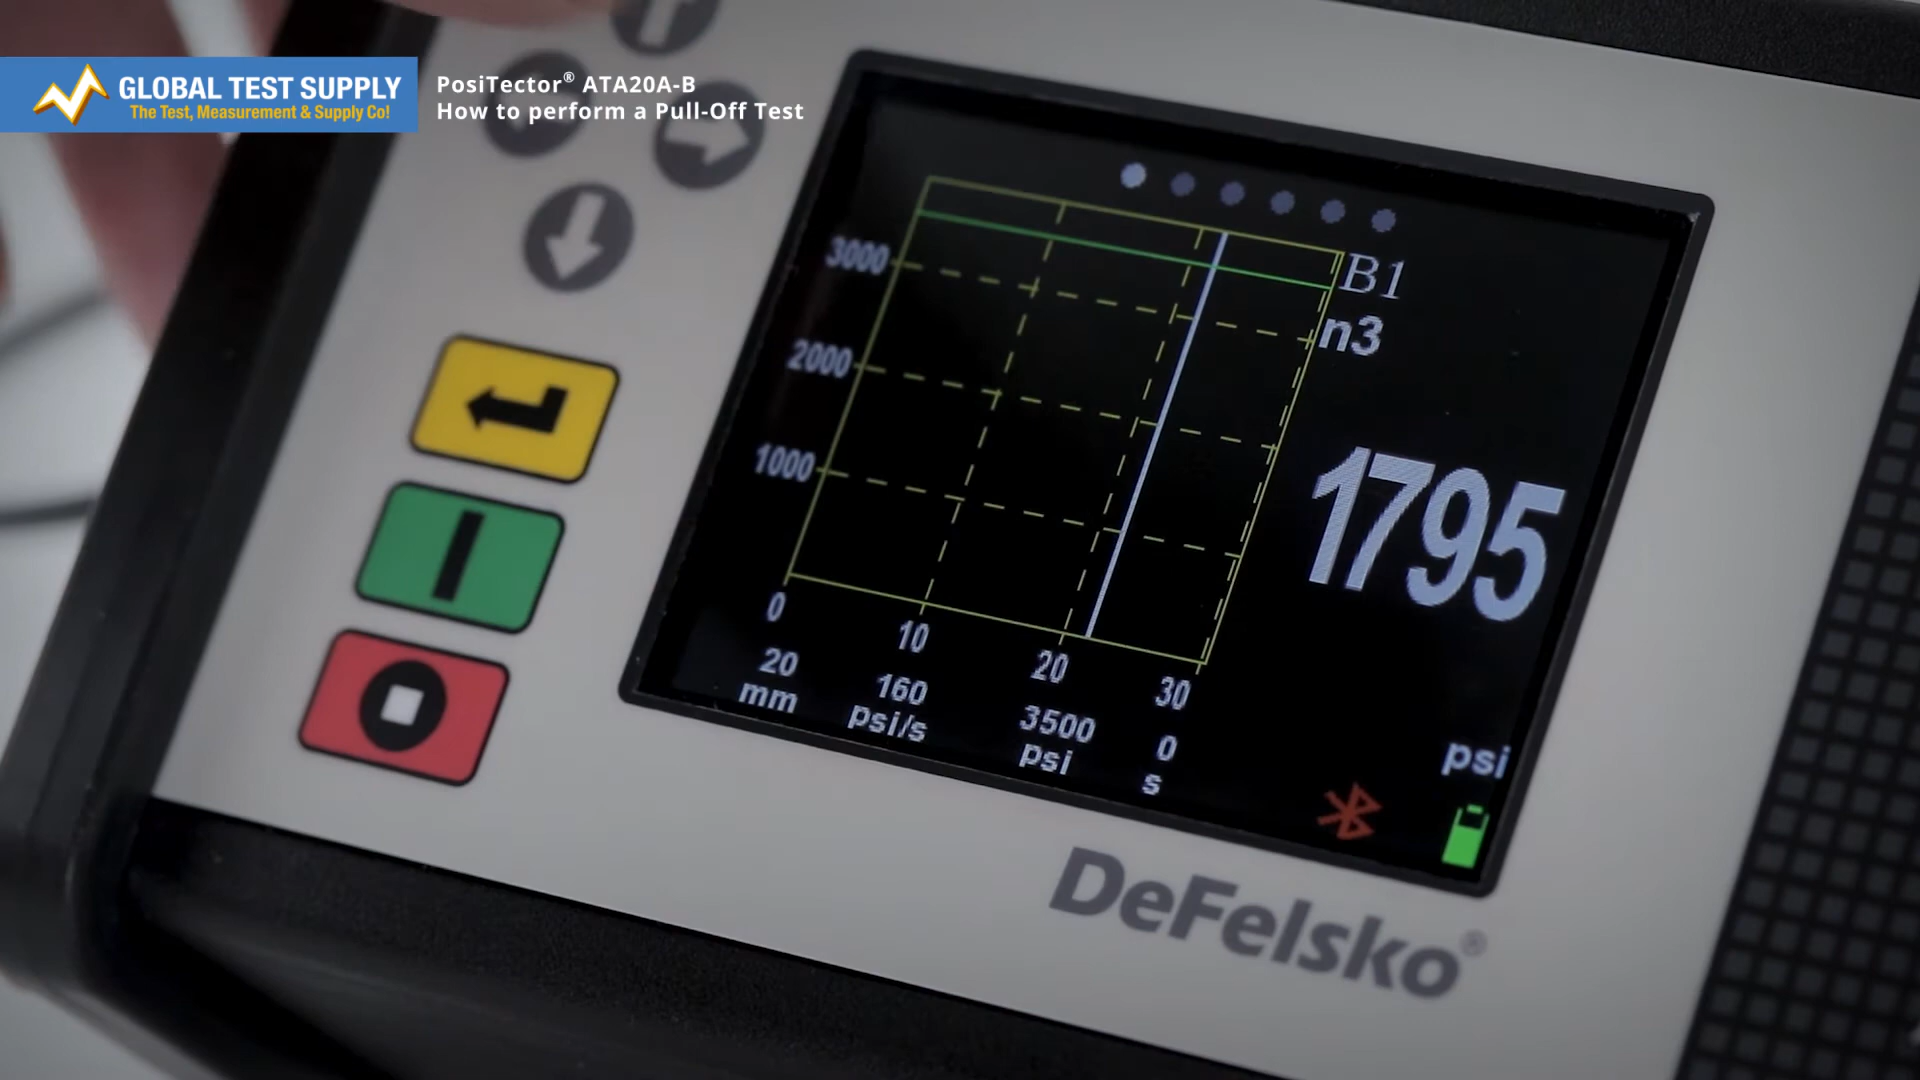 GLOBAL TEST SUPPLY
The Test, Measurement & Supply Co!
PosiTector® ATA20A-B
How to perform a Pull-Off Test
B1
n3
3000
2000
1000
1795
0 10 20 30
20 160 3500 0
mm psi/s psi s
psi
DeFelsko®